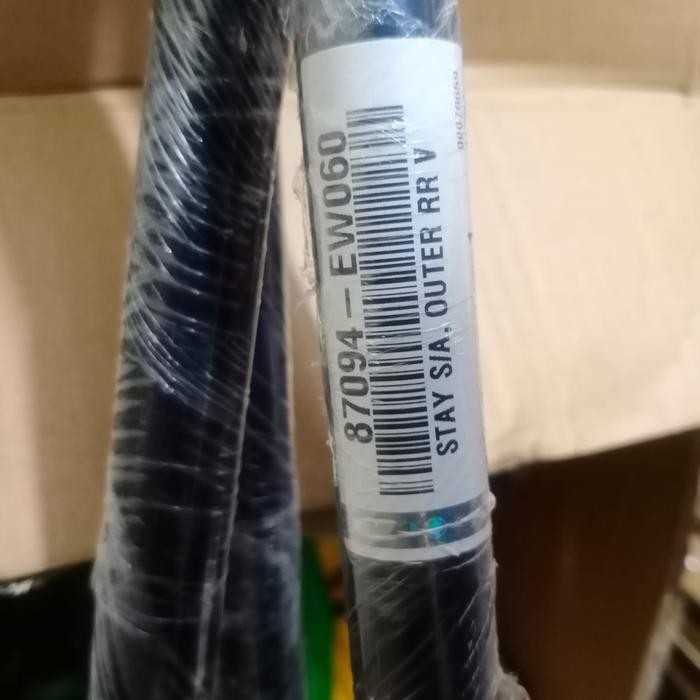 87094-EW060
STAY S/A, OUTER RR V